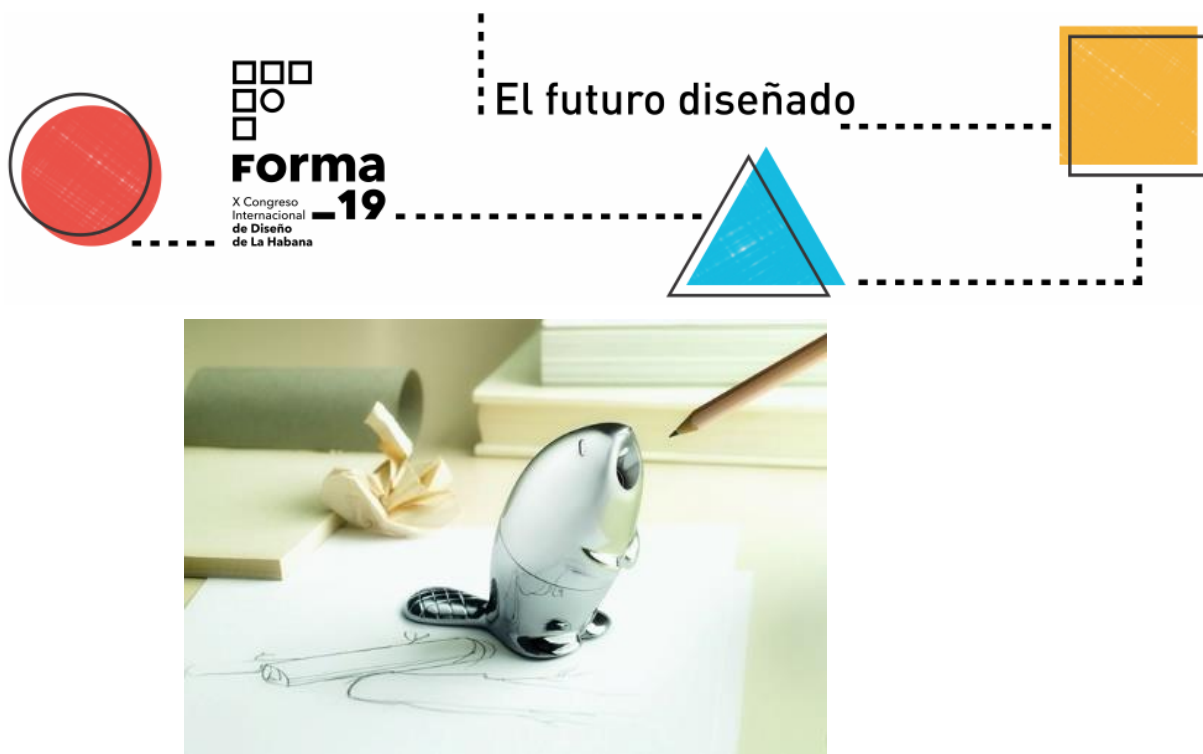 El futuro diseñado
Forma
_19
X Congreso
Internacional
de Diseño
de La Habana